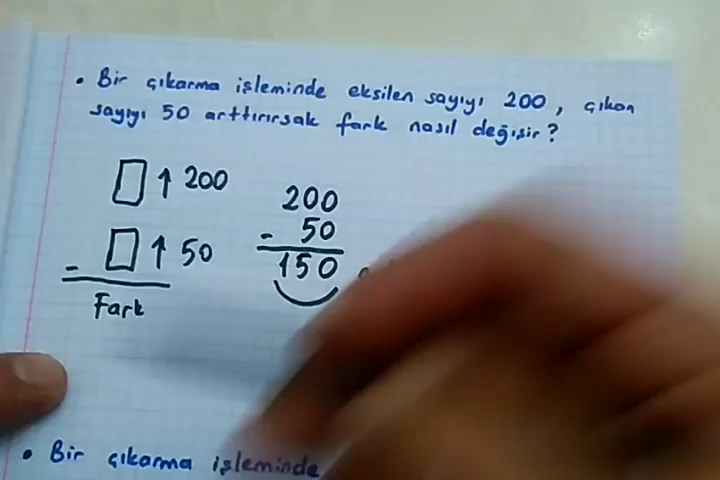 • Bir çıkarma işleminde eksilen sayıyı 200, çıkan
sayıyı 50 arttırırsak fark nasıl değişir?
□ ↑ 200
- □ ↑ 50
Fark
200
- 50
150
• Bir çıkarma işleminde